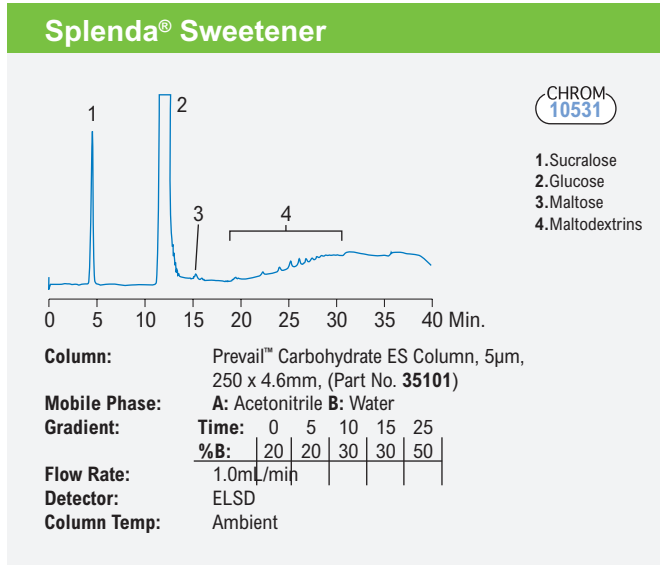 Splenda® Sweetener
CHROM
10531
1
2
3
4
1.Sucralose
2.Glucose
3.Maltose
4.Maltodextrins
0 5 10 15 20 25 30 35 40 Min.
Column: Prevail™ Carbohydrate ES Column, 5µm,
250 x 4.6mm, (Part No. 35101)
Mobile Phase: A: Acetonitrile B: Water
Gradient: Time: 0 5 10 15 25
%B: 20 20 30 30 50
Flow Rate: 1.0mL/min
Detector: ELSD
Column Temp: Ambient